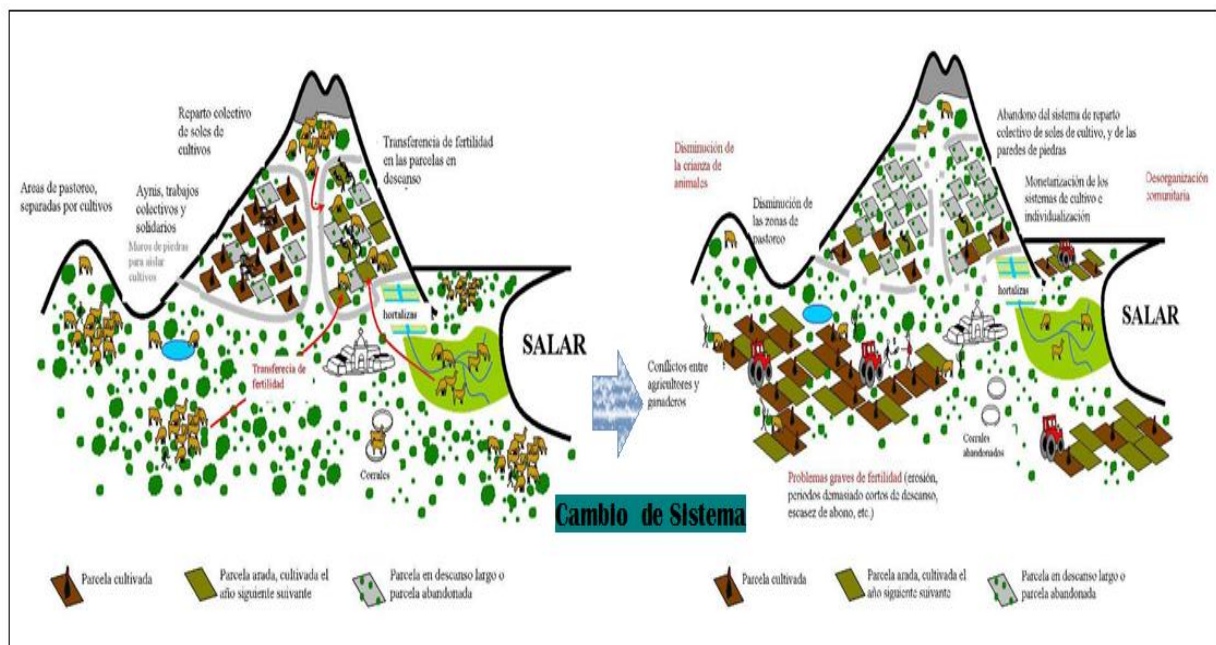 Reparto colectivo
de soles de
cultivos
Transferencia de fertilidad
en las parcelas en
descanso
Areas de pastoreo,
separadas por cultivos
Aynis, trabajos
colectivos y
solidarios
Muros de piedras
para aislar
cultivos
hortalizas
SALAR
Transferecia de
fertilidad
Corrales
Parcela cultivada
Parcela arada, cultivada el
año siguiente suivante
Parcela en descanso largo o
parcela abandonada
Cambio de Sistema
Disminución de
la crianza de
animales
Disminución de
las zonas de
pastoreo
Abandono del sistema de reparto
colectivo de soles de cultivo, y de las
paredes de piedras
Monetarización de los
sistemas de cultivo e
individualización
Desorganización
comunitaria
hortalizas
SALAR
Conflictos entre
agricultores y
ganaderos
Corrales
abandonados
Problemas graves de fertilidad (erosión,
periodos demasiado cortos de descanso,
escasez de abono, etc.)
Parcela cultivada
Parcela arada, cultivada el
año siguiente suivante
Parcela en descanso largo o
parcela abandonada